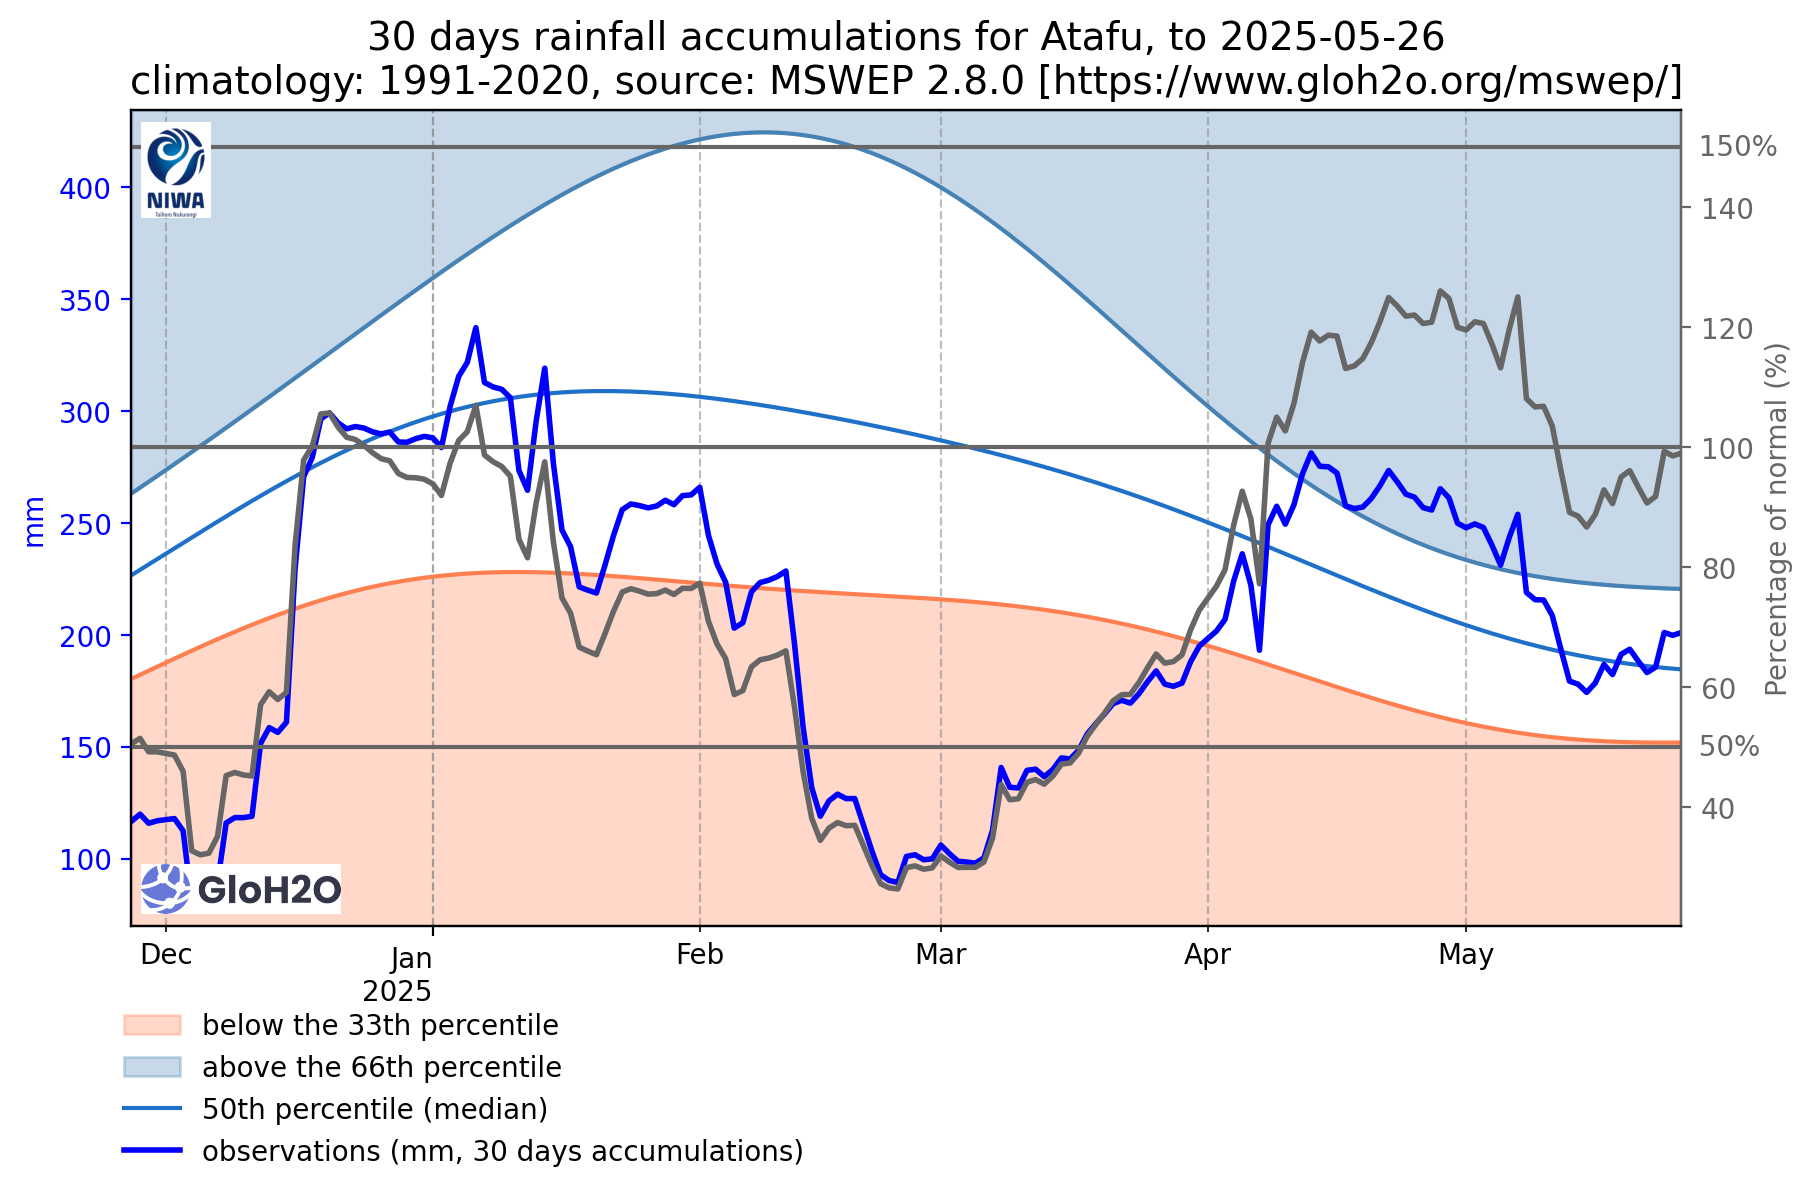 30 days rainfall accumulations for Atafu, to 2025-05-26
climatology: 1991-2020, source: MSWEP 2.8.0 [https://www.gloh2o.org/mswep/]
NIWA
Taihoro Nukurangi
400
350
300
250
200
150
100
mm
150%
140
120
100
80
60
50%
40
Percentage of normal (%)
GloH2O
Dec
Jan
2025
Feb
Mar
Apr
May
below the 33th percentile
above the 66th percentile
50th percentile (median)
observations (mm, 30 days accumulations)